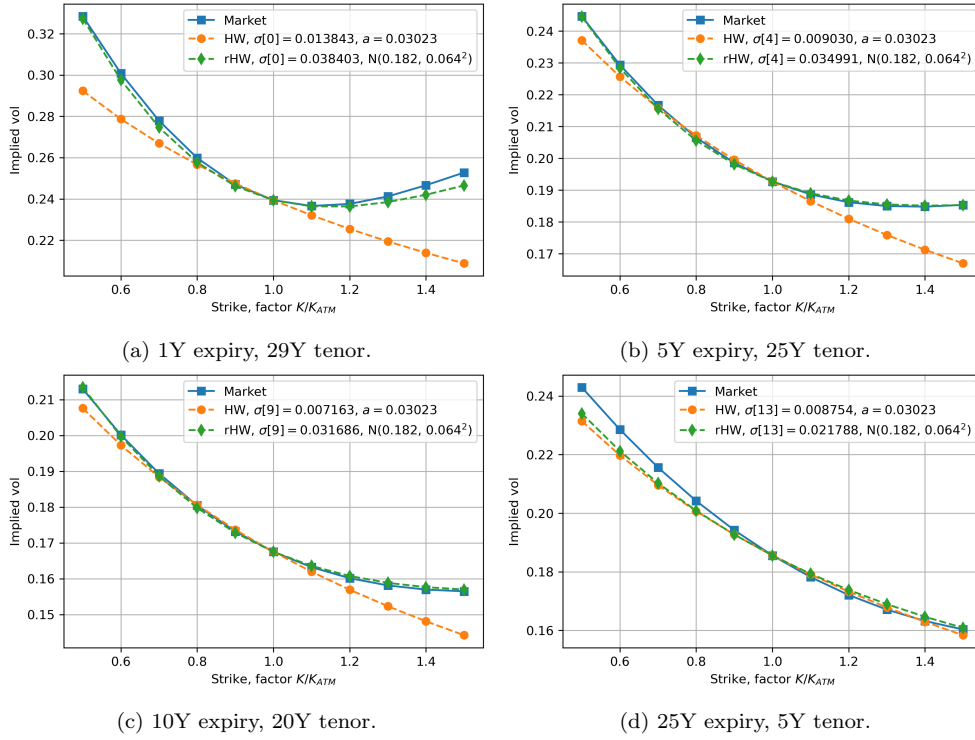 0.32
0.30
0.28
0.26
0.24
0.22
Implied vol
Market
HW, σ[0] = 0.013843, a = 0.03023
rHW, σ[0] = 0.038403, N(0.182, 0.064²)
0.6 0.8 1.0 1.2 1.4
Strike, factor K/K_ATM
(a) 1Y expiry, 29Y tenor.
0.24
0.23
0.22
0.21
0.20
0.19
0.18
0.17
Implied vol
Market
HW, σ[4] = 0.009030, a = 0.03023
rHW, σ[4] = 0.034991, N(0.182, 0.064²)
0.6 0.8 1.0 1.2 1.4
Strike, factor K/K_ATM
(b) 5Y expiry, 25Y tenor.
0.21
0.20
0.19
0.18
0.17
0.16
0.15
Implied vol
Market
HW, σ[9] = 0.007163, a = 0.03023
rHW, σ[9] = 0.031686, N(0.182, 0.064²)
0.6 0.8 1.0 1.2 1.4
Strike, factor K/K_ATM
(c) 10Y expiry, 20Y tenor.
0.24
0.22
0.20
0.18
0.16
Implied vol
Market
HW, σ[13] = 0.008754, a = 0.03023
rHW, σ[13] = 0.021788, N(0.182, 0.064²)
0.6 0.8 1.0 1.2 1.4
Strike, factor K/K_ATM
(d) 25Y expiry, 5Y tenor.